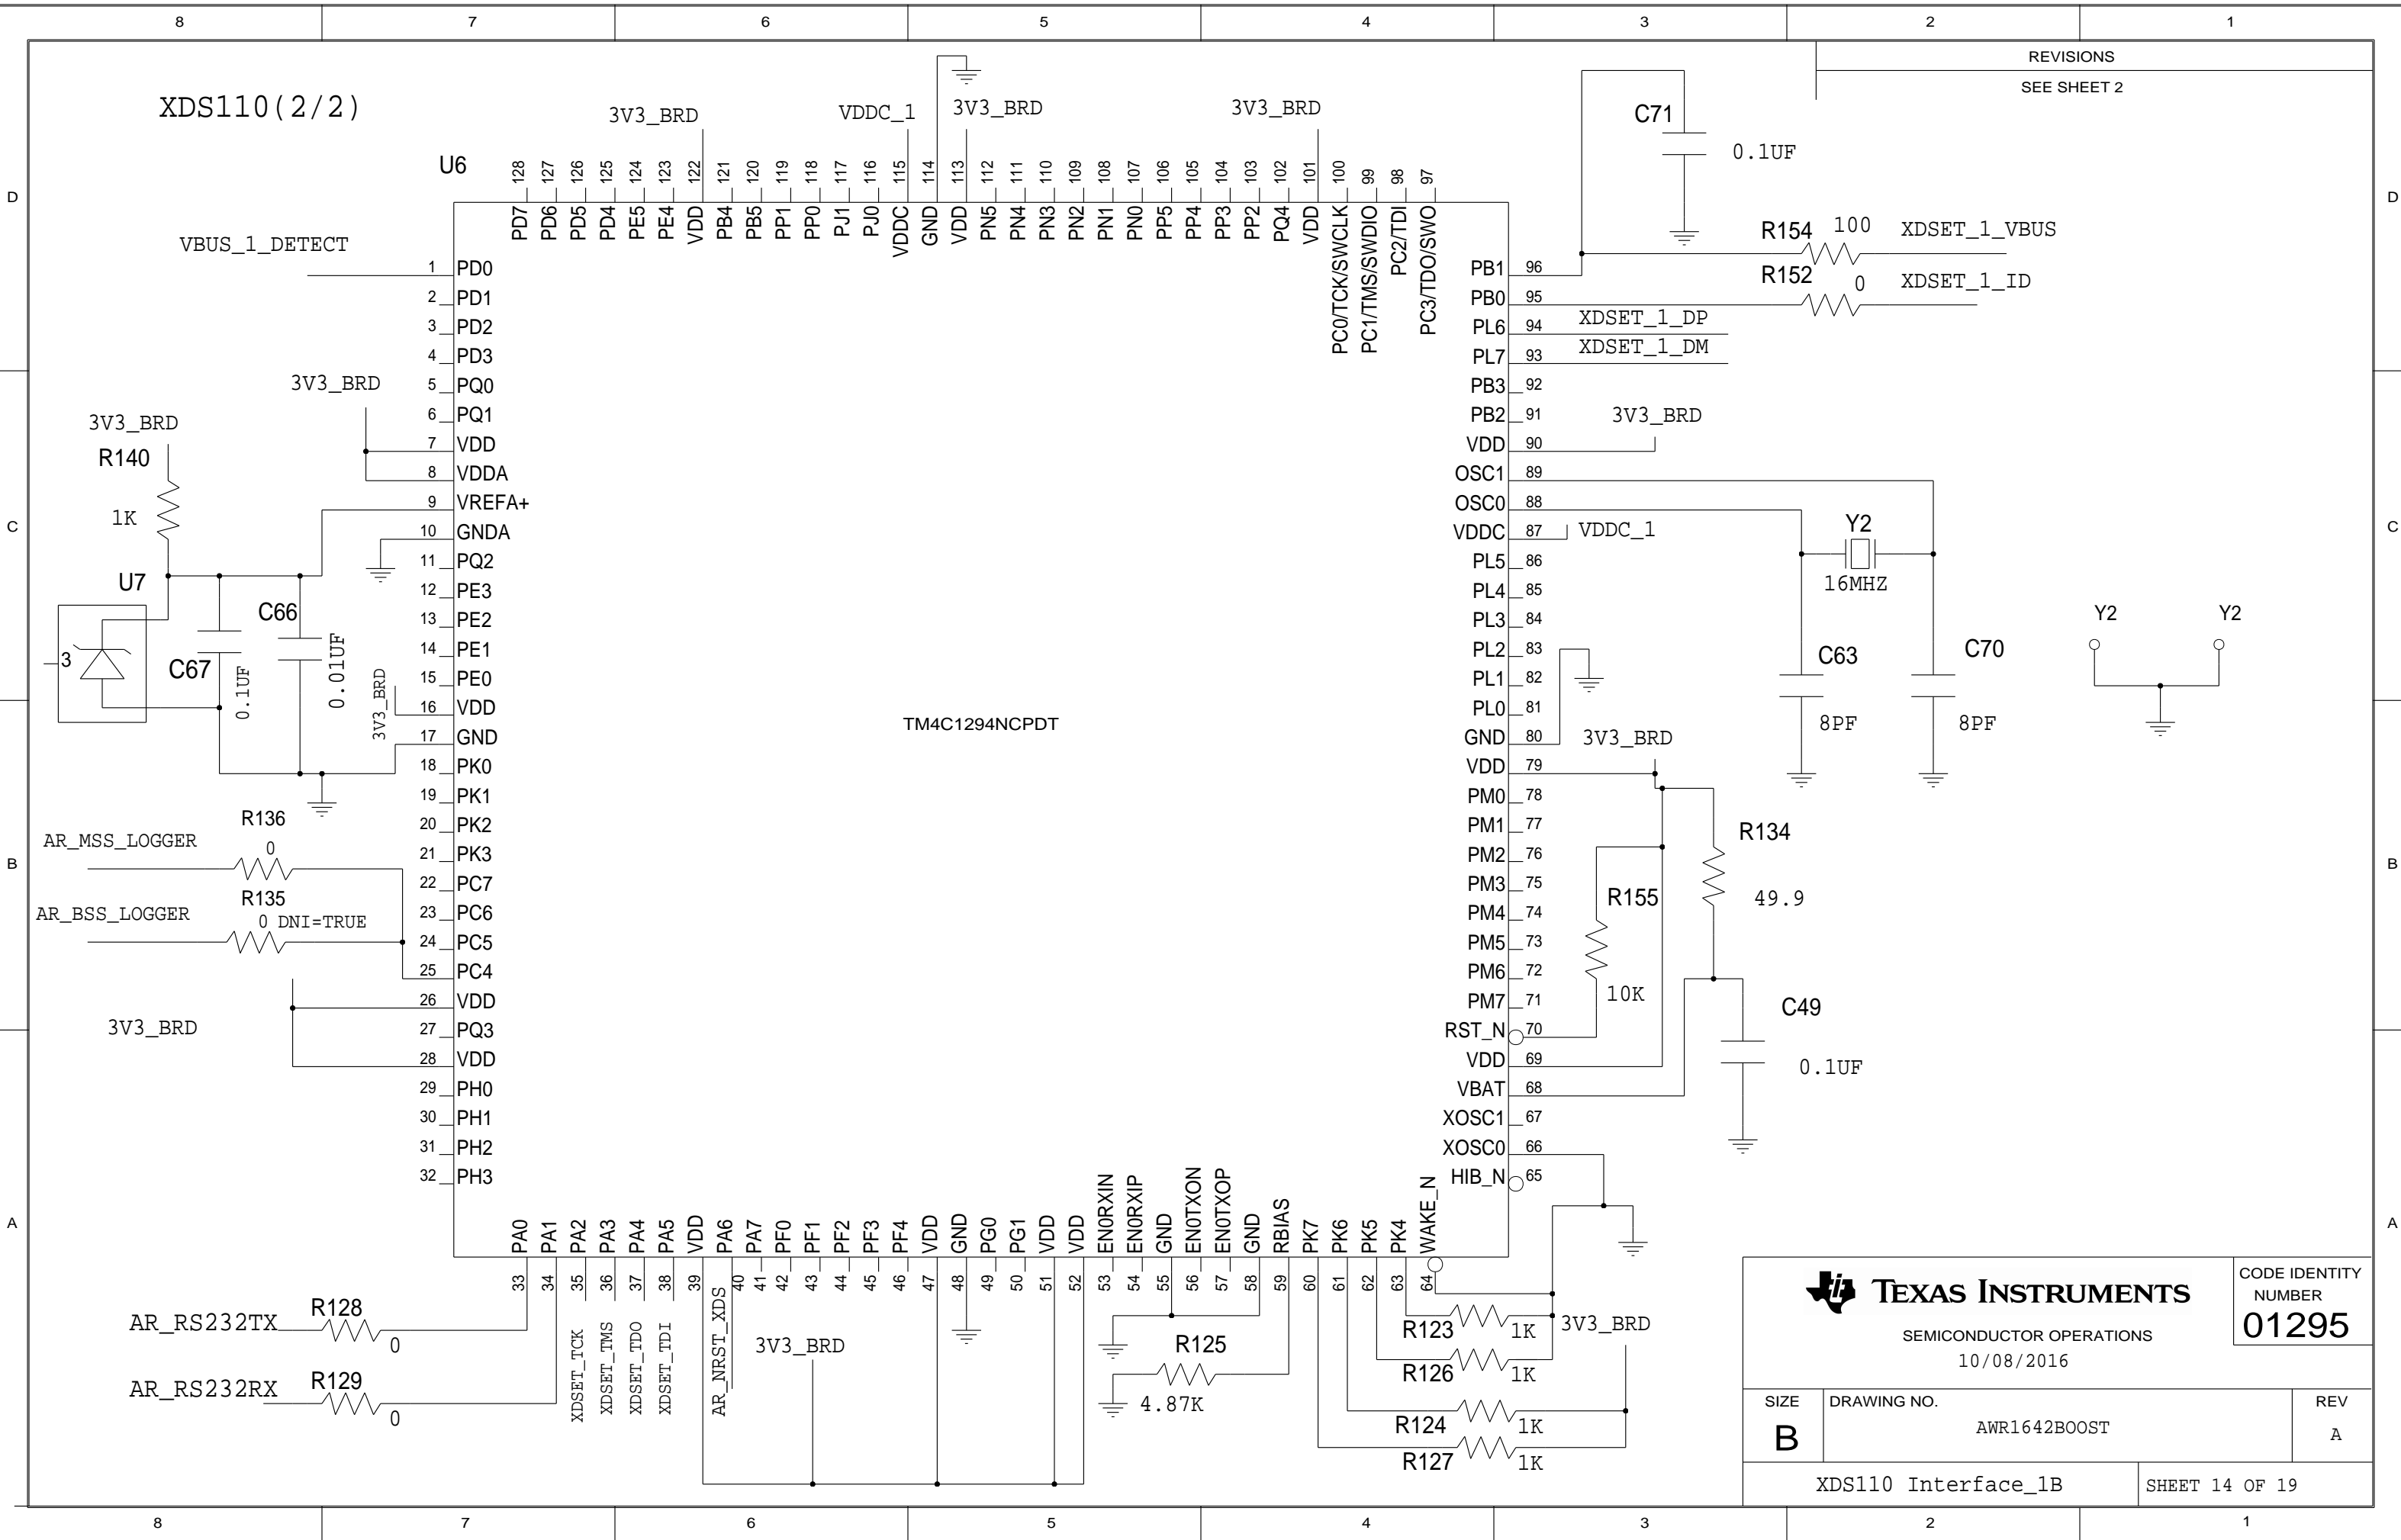 8 7 6 5 4 3 2 1
REVISIONS
SEE SHEET 2
XDS110(2/2)
3V3_BRD
VDDC_1
3V3_BRD
3V3_BRD
C71
0.1UF
U6
128 127 126 125 124 123 122 121 120 119 118 117 116 115 114 113 112 111 110 109 108 107 106 105 104 103 102 101 100 99 98 97
PD7 PD6 PD5 PD4 PE5 PE4 VDD PB4 PB5 PP1 PP0 PJ1 PJ0 VDDC GND VDD PN5 PN4 PN3 PN2 PN1 PN0 PP5 PP4 PP3 PP2 PQ4 VDD PC0/TCK/SWCLK PC1/TMS/SWDIO PC2/TDI PC3/TDO/SWO
D
D
VBUS_1_DETECT
1 PD0
2 PD1
3 PD2
4 PD3
3V3_BRD
5 PQ0
6 PQ1
7 VDD
8 VDDA
9 VREFA+
10 GNDA
11 PQ2
12 PE3
13 PE2
14 PE1
15 PE0
3V3_BRD
16 VDD
17 GND
18 PK0
19 PK1
20 PK2
21 PK3
22 PC7
23 PC6
24 PC5
25 PC4
26 VDD
27 PQ3
28 VDD
29 PH0
30 PH1
31 PH2
32 PH3
3V3_BRD
R140
1K
C
U7
3
C67
0.1UF
C66
0.01UF
AR_MSS_LOGGER
R136
0
B
AR_BSS_LOGGER
R135
0 DNI=TRUE
3V3_BRD
A
TM4C1294NCPDT
PB1 96
PB0 95
PL6 94
PL7 93
PB3 92
PB2 91
VDD 90
OSC1 89
OSC0 88
VDDC 87
PL5 86
PL4 85
PL3 84
PL2 83
PL1 82
PL0 81
GND 80
VDD 79
PM0 78
PM1 77
PM2 76
PM3 75
PM4 74
PM5 73
PM6 72
PM7 71
RST_N 70
VDD 69
VBAT 68
XOSC1 67
XOSC0 66
HIB_N 65
R154 100 XDSET_1_VBUS
R152 0 XDSET_1_ID
XDSET_1_DP
XDSET_1_DM
3V3_BRD
VDDC_1
Y2
16MHZ
C
C63
8PF
C70
8PF
Y2
Y2
3V3_BRD
R134
49.9
B
R155
10K
C49
0.1UF
A
PA0 PA1 PA2 PA3 PA4 PA5 VDD PA6 PA7 PF0 PF1 PF2 PF3 PF4 VDD GND PG0 PG1 VDD VDD EN0RXIN EN0RXIP GND EN0TXON EN0TXOP GND RBIAS PK7 PK6 PK5 PK4 WAKE_N
33 34 35 36 37 38 39 40 41 42 43 44 45 46 47 48 49 50 51 52 53 54 55 56 57 58 59 60 61 62 63 64
AR_RS232TX
R128
0
AR_RS232RX
R129
0
XDSET_TCK
XDSET_TMS
XDSET_TDO
XDSET_TDI
AR_NRST_XDS
3V3_BRD
R125
4.87K
R123 1K
R126 1K
R124 1K
R127 1K
3V3_BRD
TEXAS INSTRUMENTS
SEMICONDUCTOR OPERATIONS
10/08/2016
CODE IDENTITY
NUMBER
01295
SIZE
B
DRAWING NO.
AWR1642BOOST
REV
A
XDS110 Interface_1B
SHEET 14 OF 19
8 7 6 5 4 3 2 1